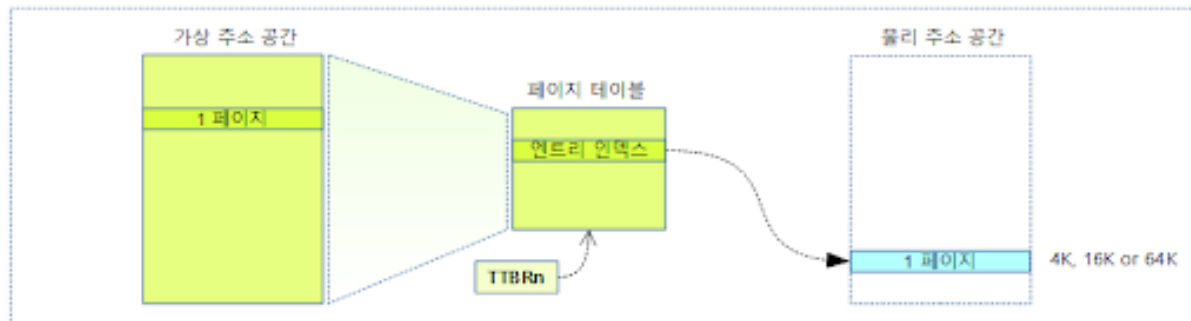 가상 주소 공간
물리 주소 공간
페이지 테이블
1 페이지
엔트리 인덱스
TTBRn
1 페이지
4K, 16K or 64K